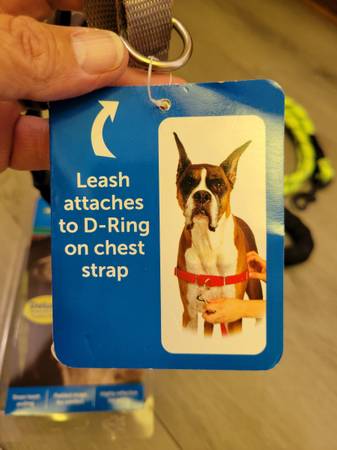 Leash
attaches
to D-Ring
on chest
strap